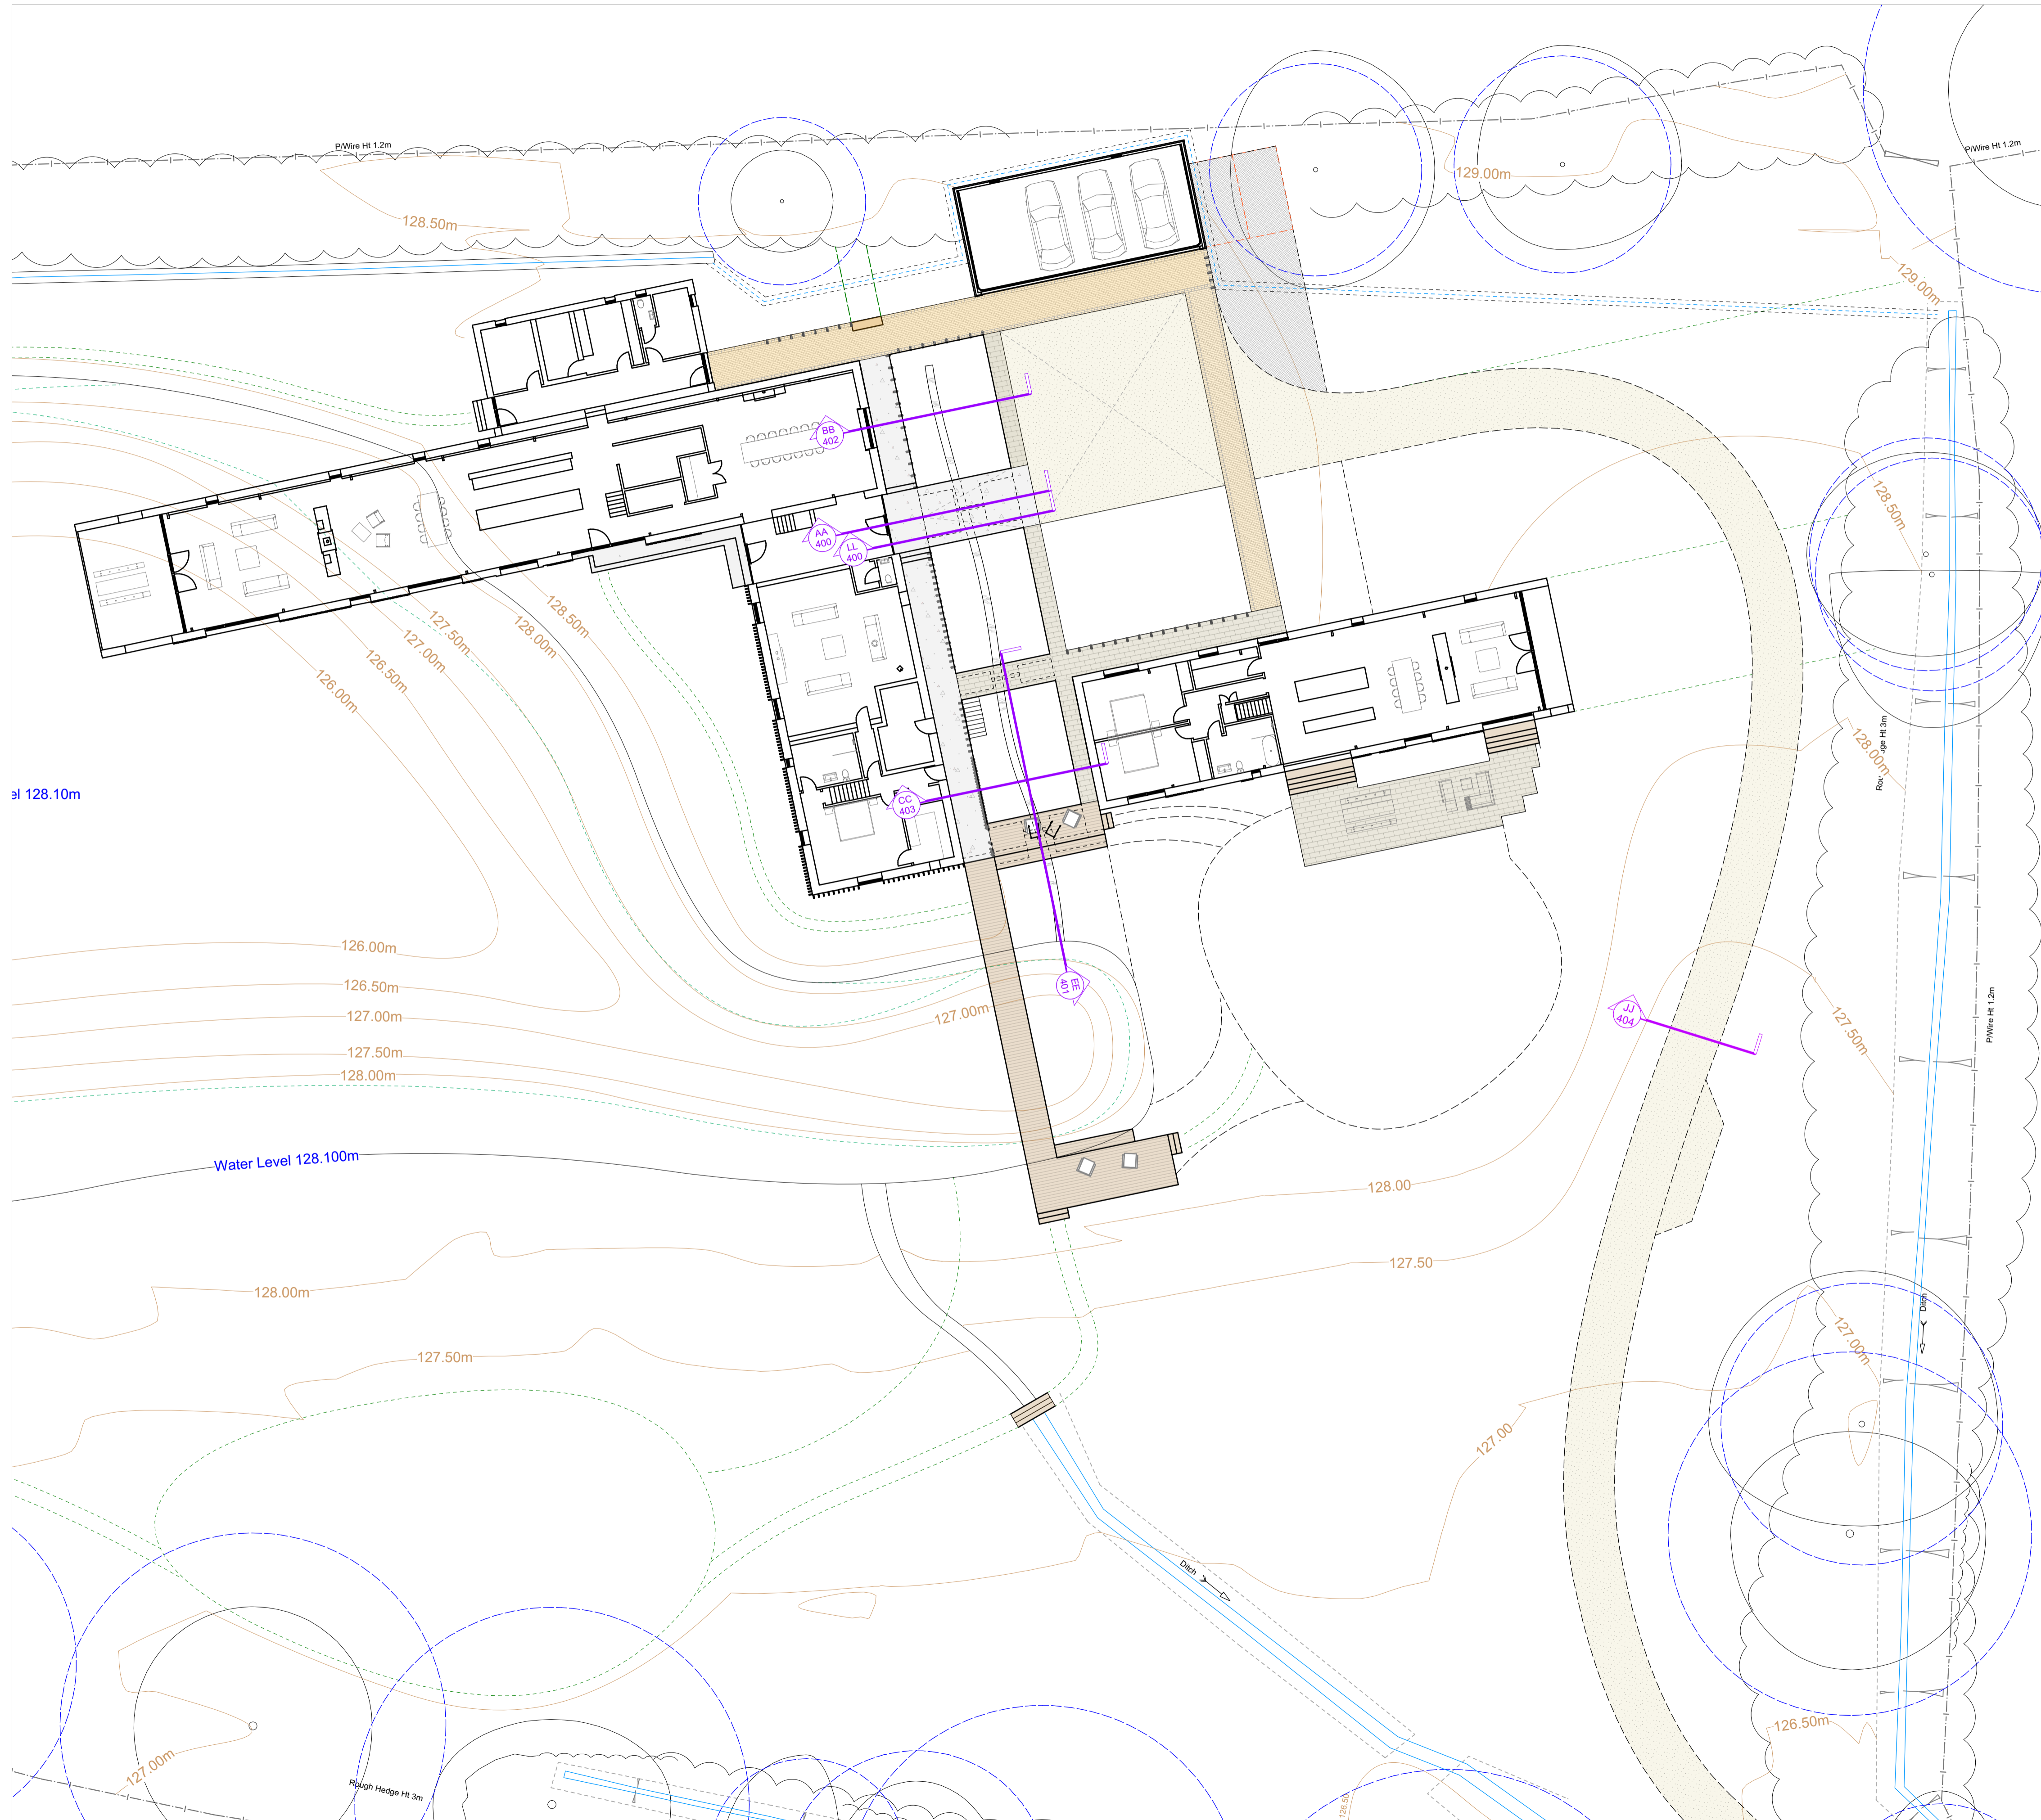 P/Wire Ht 1.2m
P/Wire Ht 1.2m
129.00m
128.50m
129.00m
BB
402
128.50m
AA
400
LL
400
128.50m
127.50m
128.00m
127.00m
126.50m
126.00m
Ht 3m
128.00m
el 128.10m
CC
403
126.00m
EE
401
126.50m
127.00m
127.00m
JJ
404
127.50m
P/Wire Ht 1.2m
127.50m
128.00m
Water Level 128.100m
128.00
127.50
128.00m
Ditch
127.00m
127.50m
127.00
Ditch
126.50m
127.00m
Rough Hedge Ht 3m
126.50